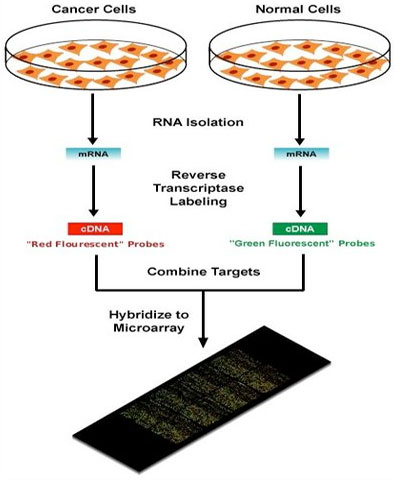 Cancer Cells
Normal Cells
RNA Isolation
mRNA
mRNA
Reverse
Transcriptase
Labeling
cDNA
cDNA
"Red Flourescent" Probes
"Green Fluorescent" Probes
Combine Targets
Hybridize to
Microarray